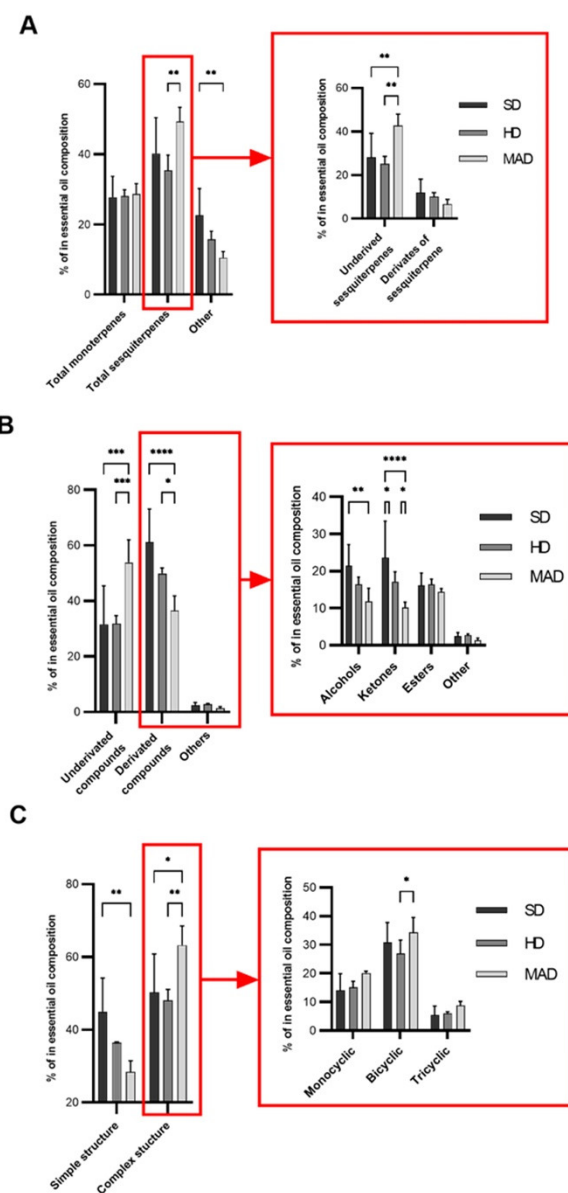 A
% of in essential oil composition
60
40
20
0
**
**
Total monoterpenes
Total sesquiterpenes
Other
% of in essential oil composition
60
40
20
0
**
**
Underived
sesquiterpenes
Derivates of
sesquiterpene
SD
HD
MAD
B
% of in essential oil composition
80
60
40
20
0
***
***
****
*
Underivated
compounds
Derivated
compounds
Others
% of in essential oil composition
40
30
20
10
0
**
****
*
*
Alcohols
Ketones
Esters
Other
SD
HD
MAD
C
% of in essential oil composition
80
60
40
20
**
*
**
Simple structure
Complex stucture
% of in essential oil composition
50
40
30
20
10
0
*
Monocyclic
Bicyclic
Tricyclic
SD
HD
MAD